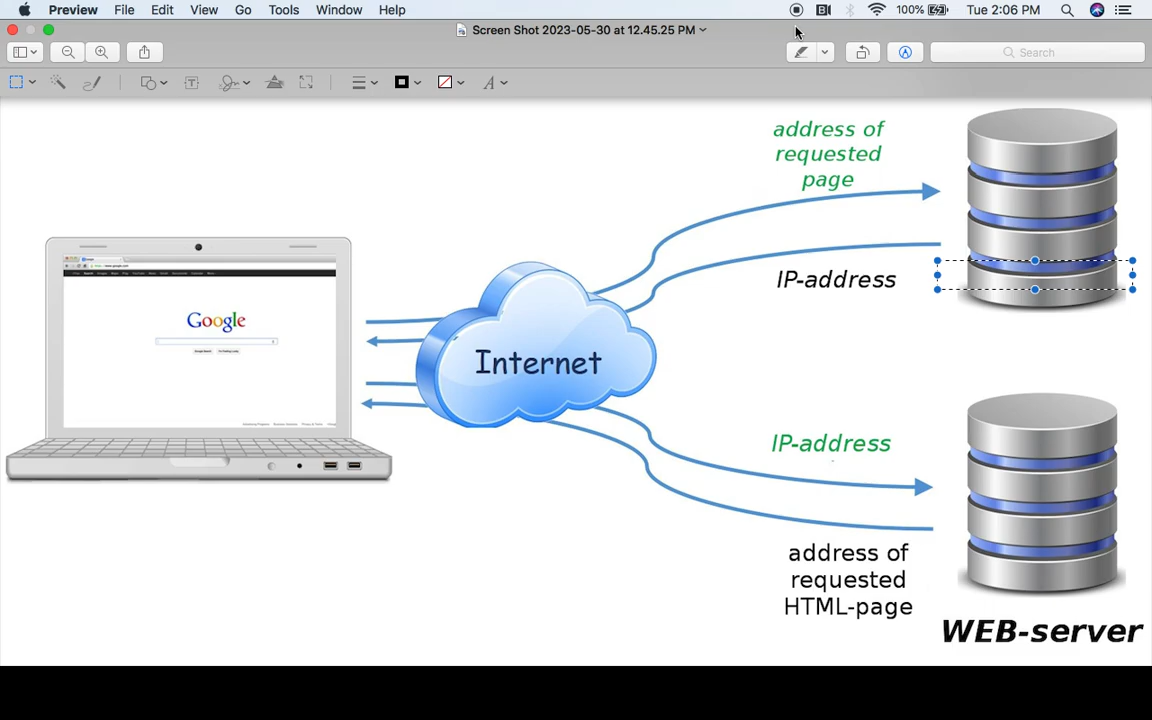 Preview File Edit View Go Tools Window Help
100% Tue 2:06 PM
Screen Shot 2023-05-30 at 12.45.25 PM
Search
address of
requested
page
IP-address
Google
Internet
IP-address
address of
requested
HTML-page
WEB-server